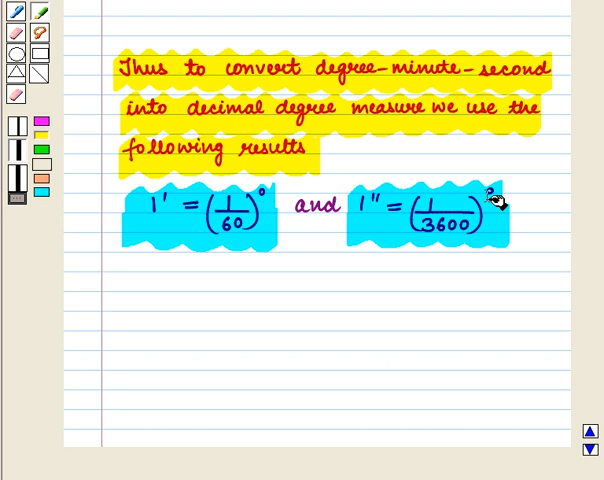 Thus to convert degree-minute-second
into decimal degree measure we use the
following results
1' = (1/60)° and 1" = (1/3600)°